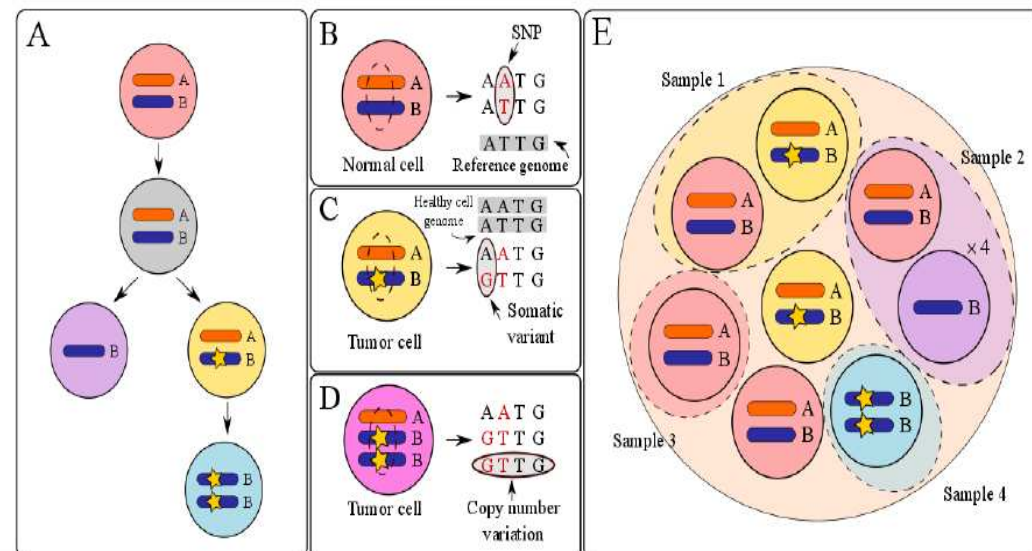 A
A
B
A
B
B
A
B
B
B
B
SNP
A
B
A A T G
A T T G
A T T G
Normal cell
Reference genome
C
Healthy cell
genome
A A T G
A T T G
A
B
A A T G
G T T G
Somatic
variant
Tumor cell
D
A
B
B
A A T G
G T T G
G T T G
Tumor cell
Copy number
variation
E
Sample 1
A
B
Sample 2
A
B
A
B
×4
A
B
B
A
B
B
B
A
B
Sample 3
Sample 4